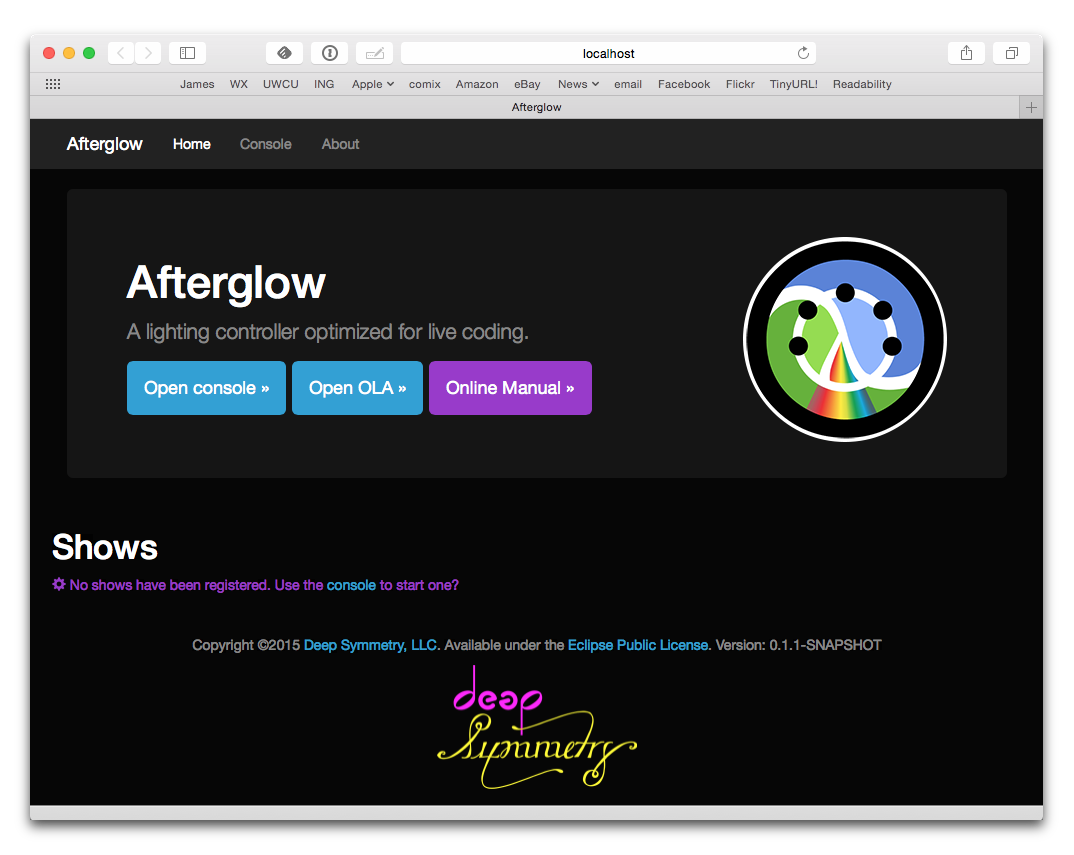 localhost
James WX UWCU ING Apple comix Amazon eBay News email Facebook Flickr TinyURL! Readability
Afterglow
Afterglow Home Console About
Afterglow
A lighting controller optimized for live coding.
Open console » Open OLA » Online Manual »
Shows
No shows have been registered. Use the console to start one?
Copyright ©2015 Deep Symmetry, LLC. Available under the Eclipse Public License. Version: 0.1.1-SNAPSHOT
deep
Symmetry